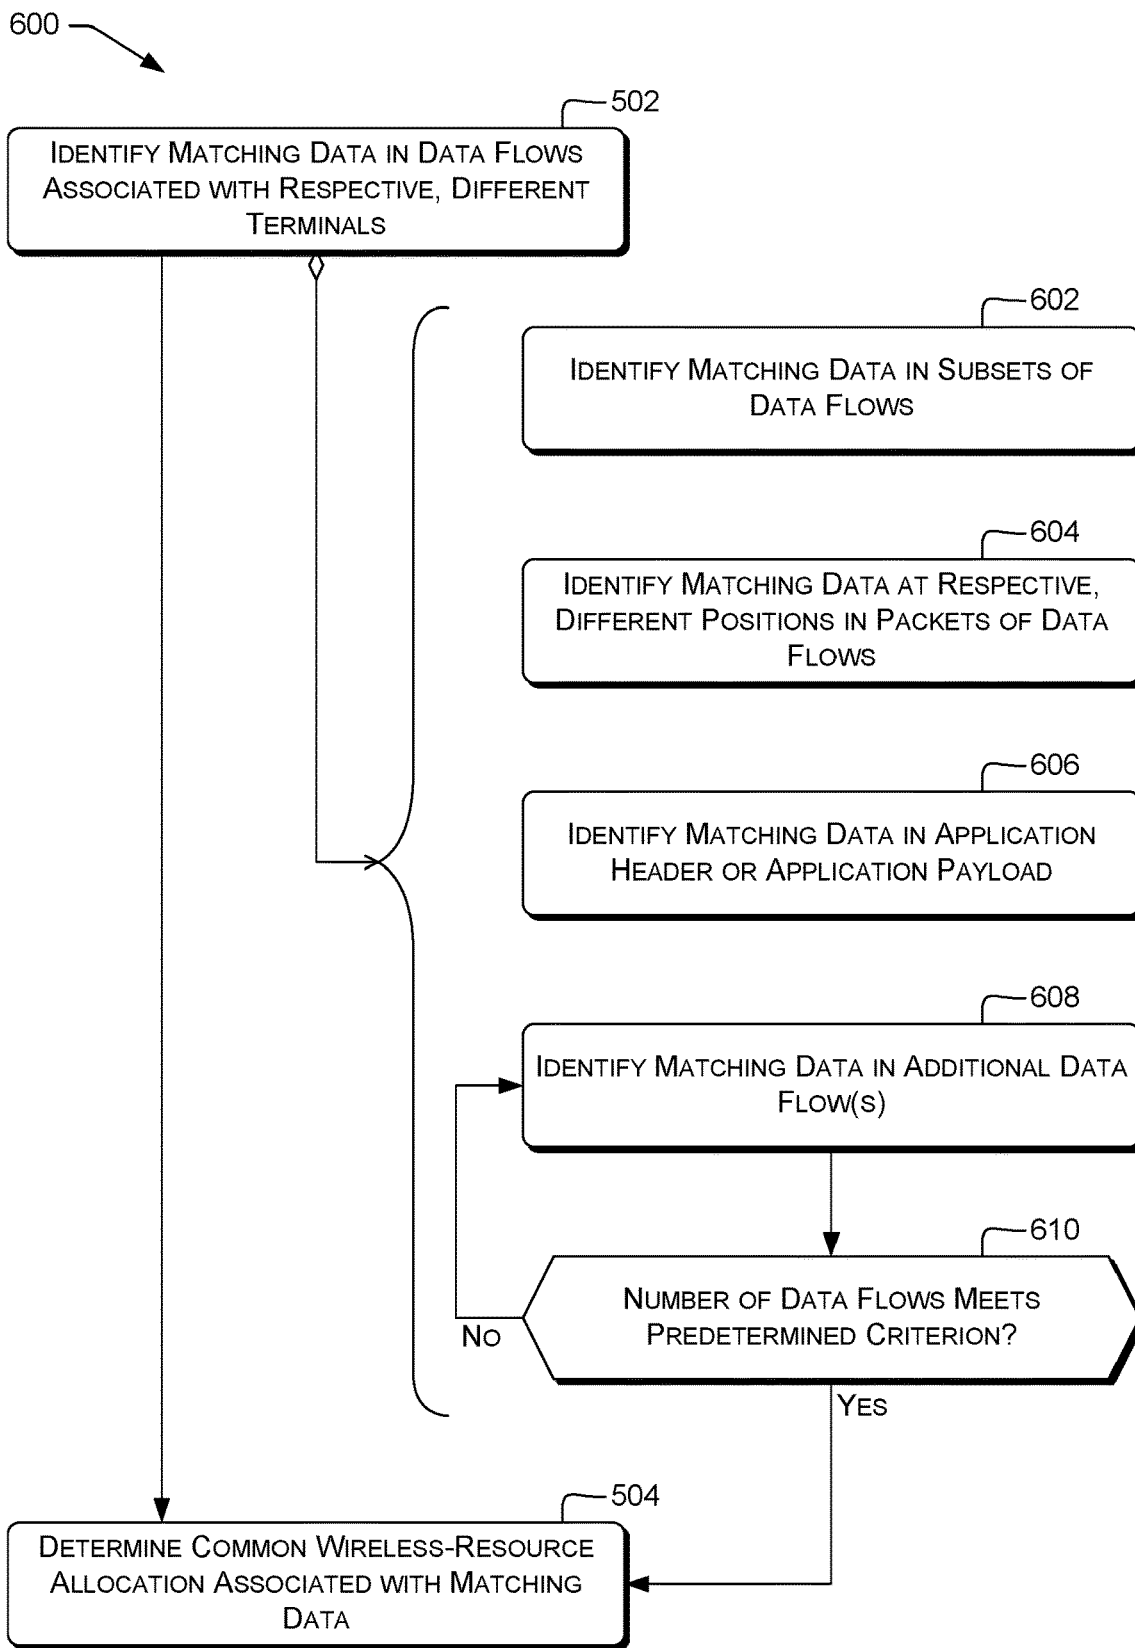 600
502
IDENTIFY MATCHING DATA IN DATA FLOWS
ASSOCIATED WITH RESPECTIVE, DIFFERENT
TERMINALS
602
IDENTIFY MATCHING DATA IN SUBSETS OF
DATA FLOWS
604
IDENTIFY MATCHING DATA AT RESPECTIVE,
DIFFERENT POSITIONS IN PACKETS OF DATA
FLOWS
606
IDENTIFY MATCHING DATA IN APPLICATION
HEADER OR APPLICATION PAYLOAD
608
IDENTIFY MATCHING DATA IN ADDITIONAL DATA
FLOW(S)
610
NUMBER OF DATA FLOWS MEETS
PREDETERMINED CRITERION?
NO
YES
504
DETERMINE COMMON WIRELESS-RESOURCE
ALLOCATION ASSOCIATED WITH MATCHING
DATA